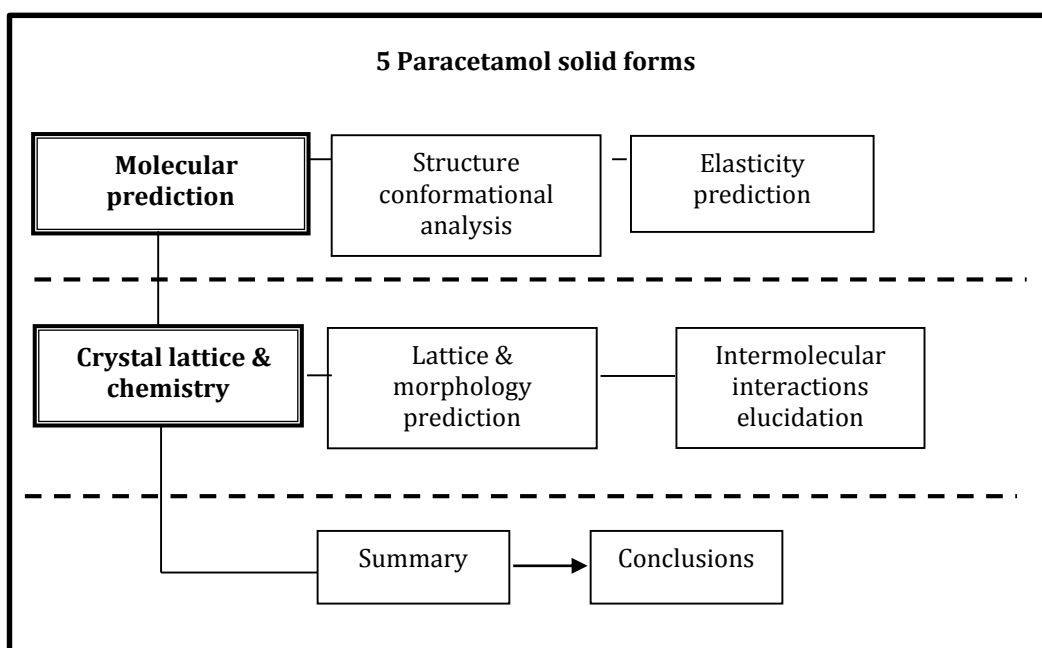 5 Paracetamol solid forms
Molecular
prediction
Structure
conformational
analysis
Elasticity
prediction
Crystal lattice &
chemistry
Lattice &
morphology
prediction
Intermolecular
interactions
elucidation
Summary
Conclusions